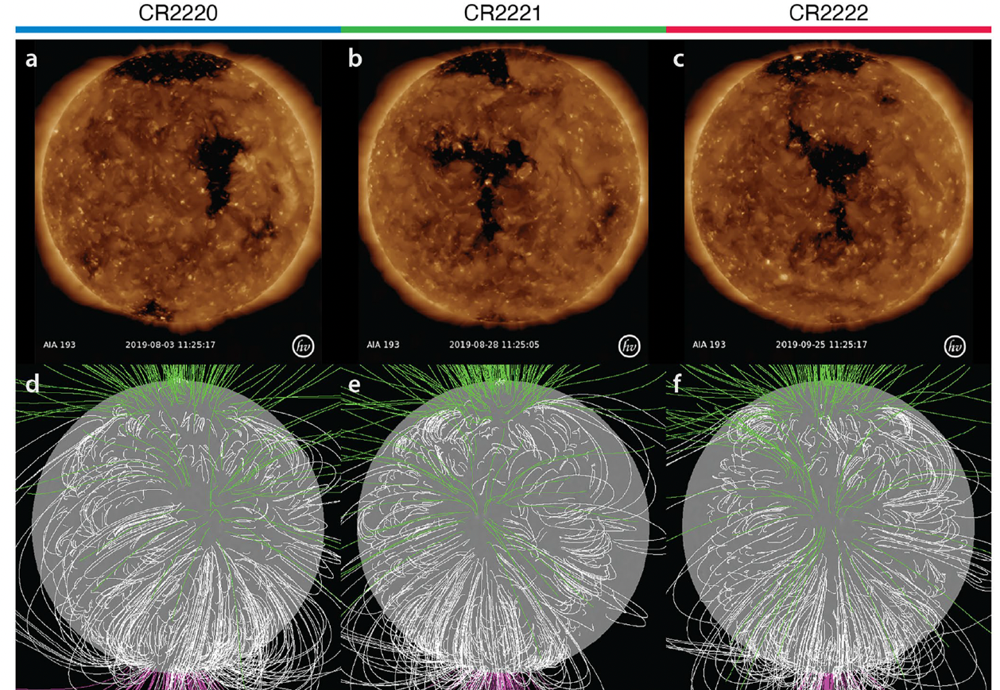 CR2220 CR2221 CR2222
a b c
AIA 193 2019-08-03 11:25:17 hv AIA 193 2019-08-28 11:25:05 hv AIA 193 2019-09-25 11:25:17 hv
d e f